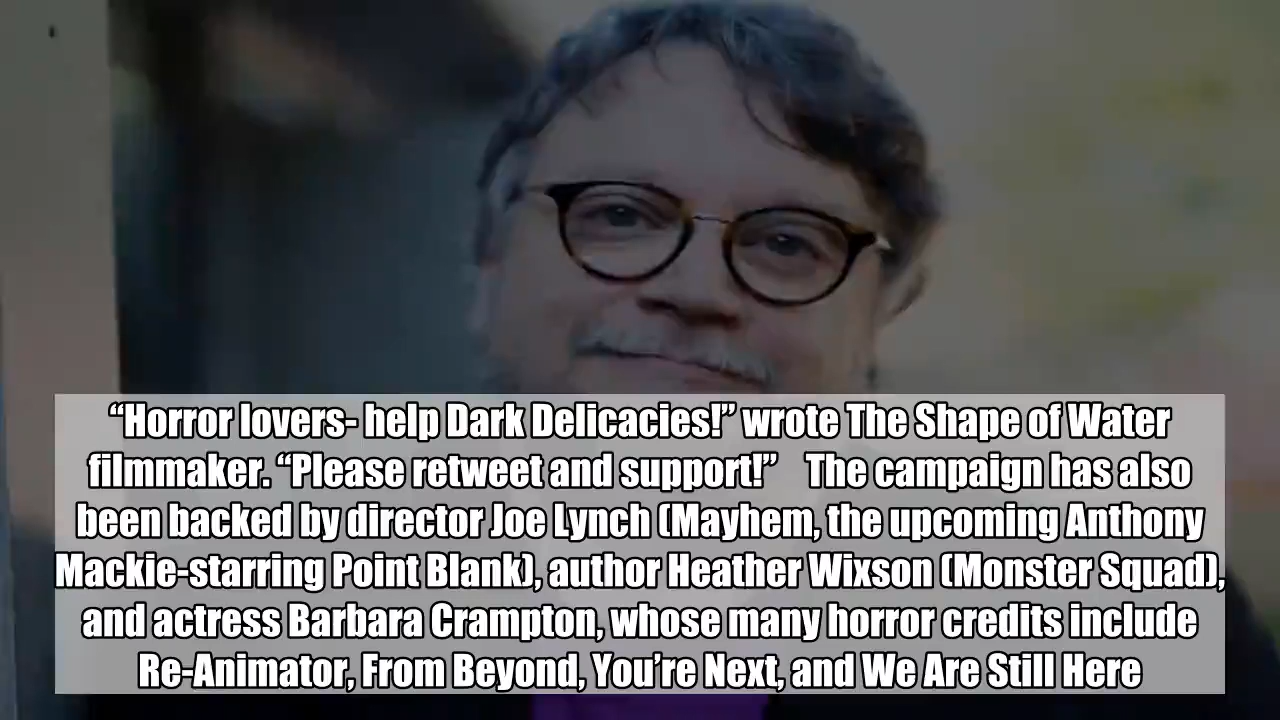 “Horror lovers- help Dark Delicacies!” wrote The Shape of Water
filmmaker. “Please retweet and support!”    The campaign has also
been backed by director Joe Lynch (Mayhem, the upcoming Anthony
Mackie-starring Point Blank), author Heather Wixson (Monster Squad),
and actress Barbara Crampton, whose many horror credits include
Re-Animator, From Beyond, You’re Next, and We Are Still Here